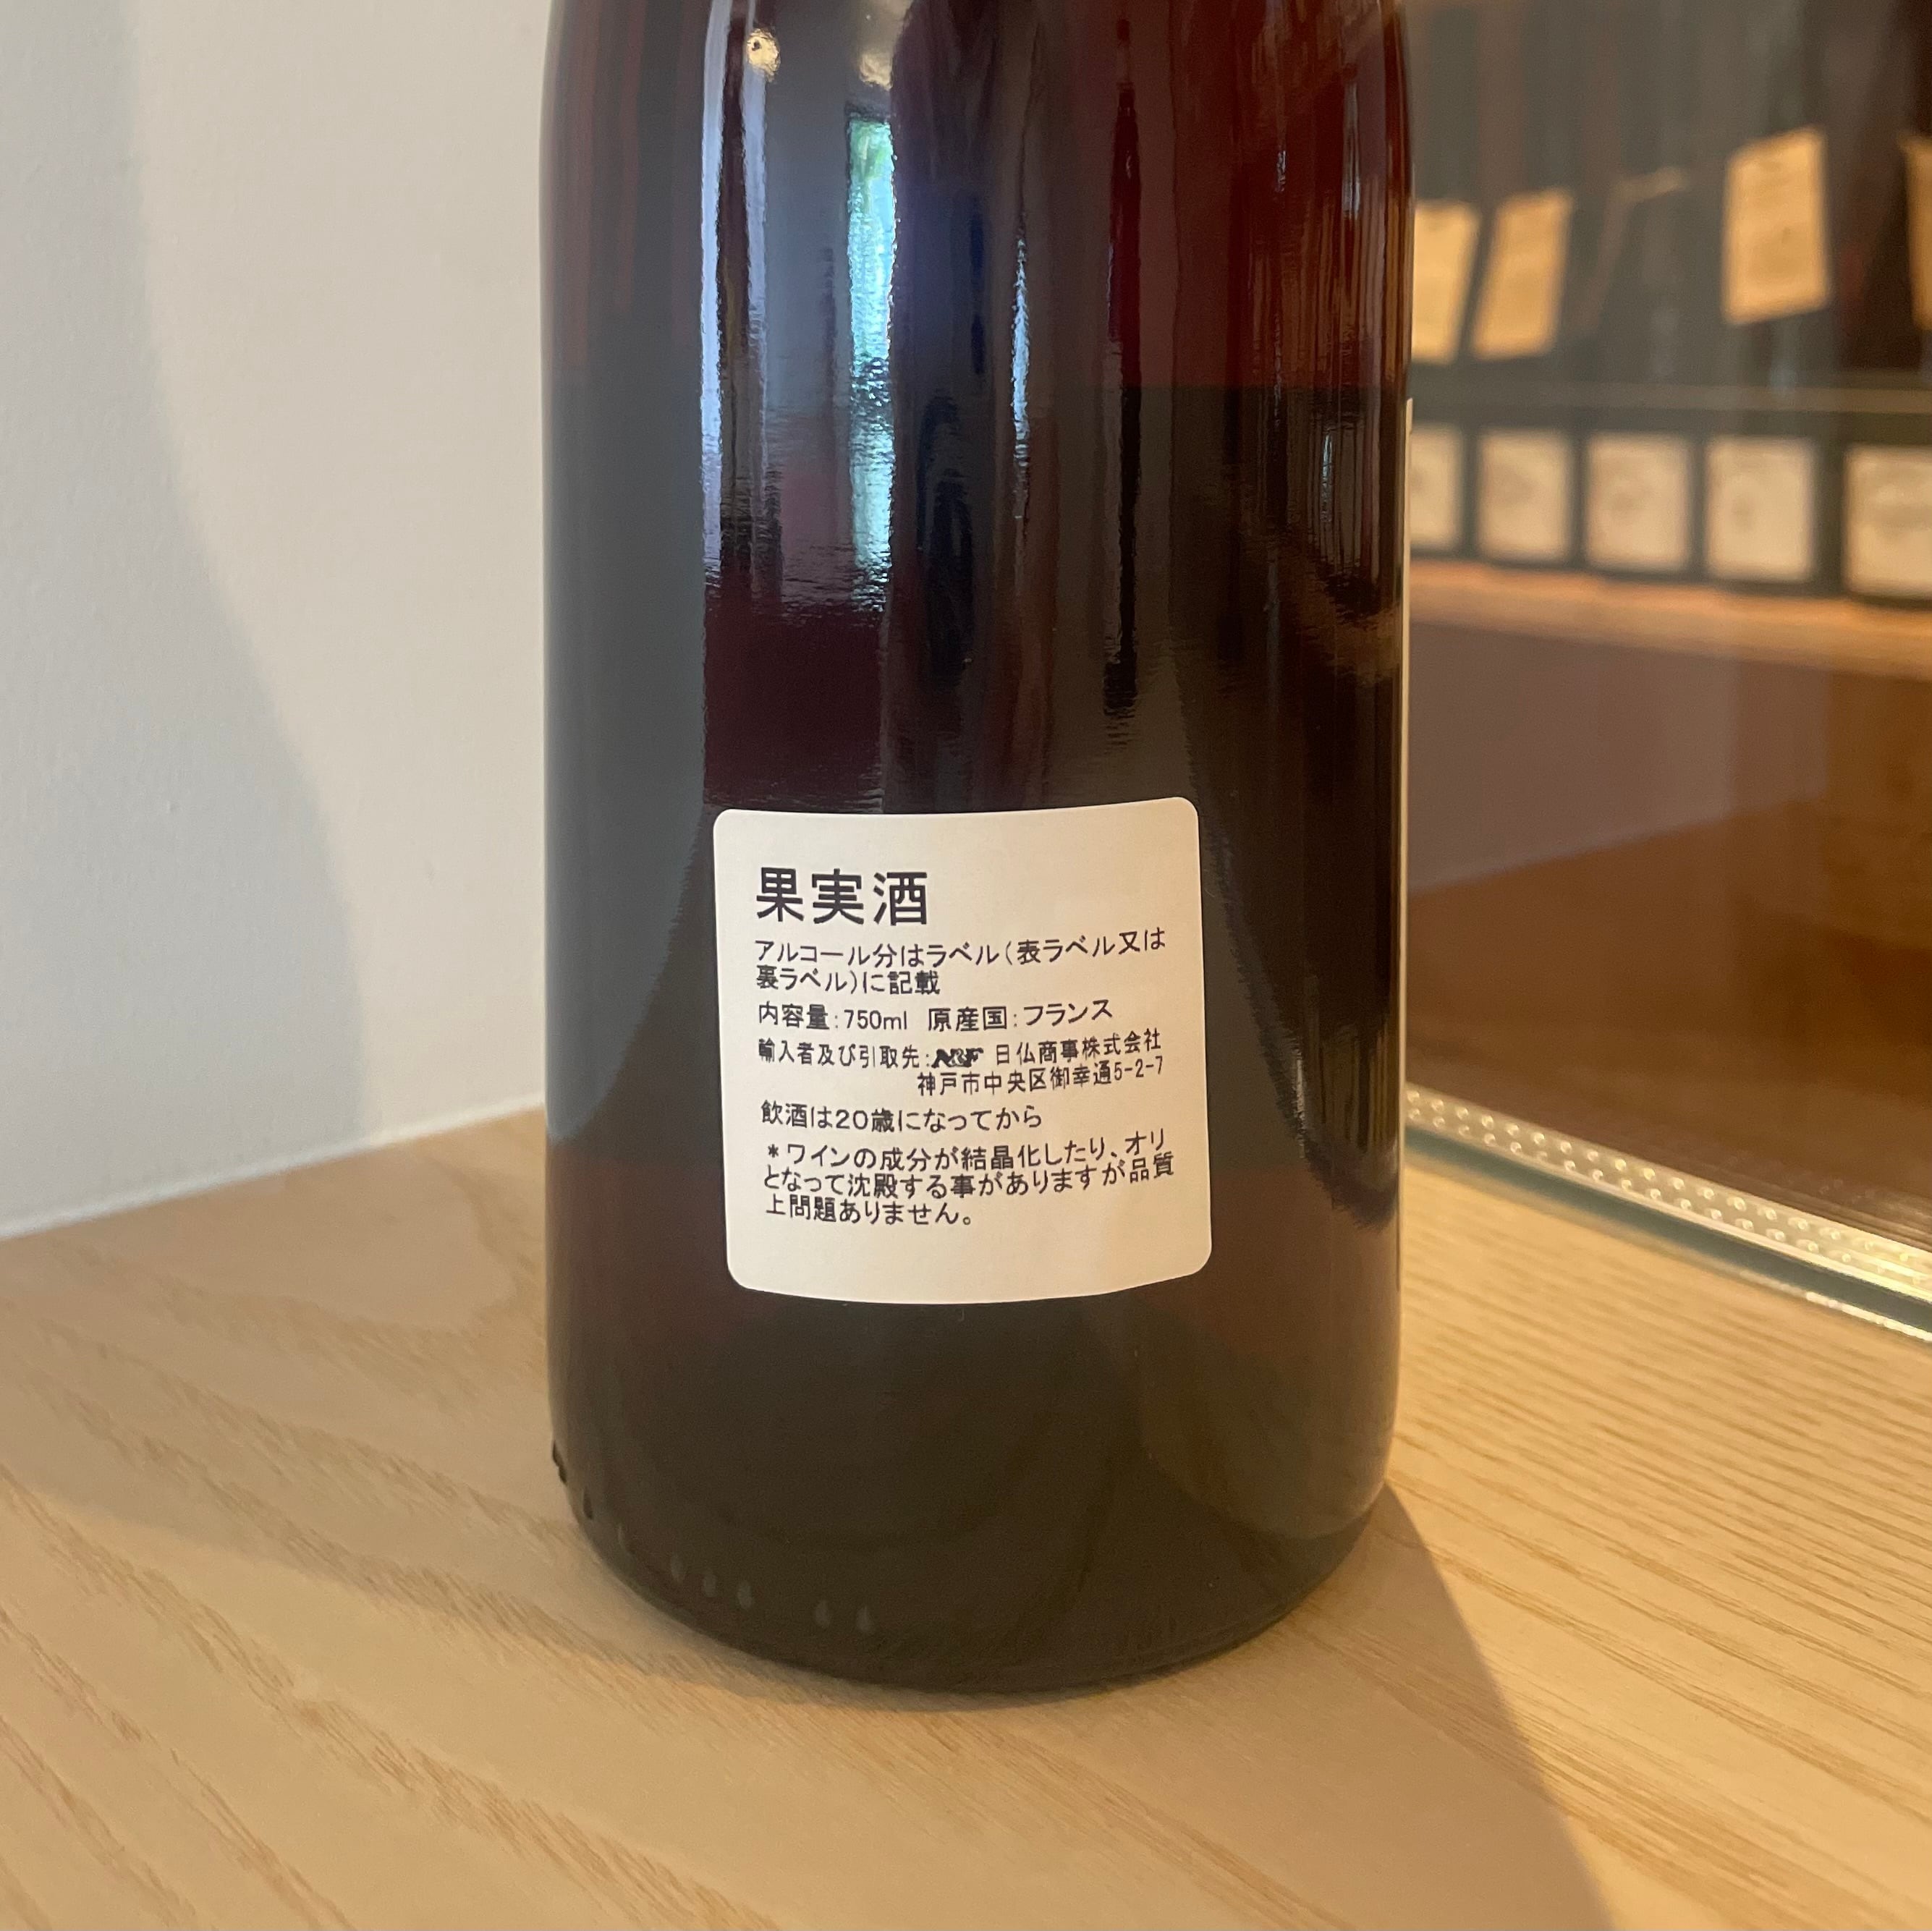 果実酒
アルコール分はラベル(表ラベル又は
裏ラベル)に記載
内容量:750ml 原産国:フランス
輸入者及び引取先: 日仏商事株式会社
神戸市中央区御幸通5-2-7
飲酒は20歳になってから
*ワインの成分が結晶化したり、オリ
となって沈殿する事がありますが品質
上問題ありません。